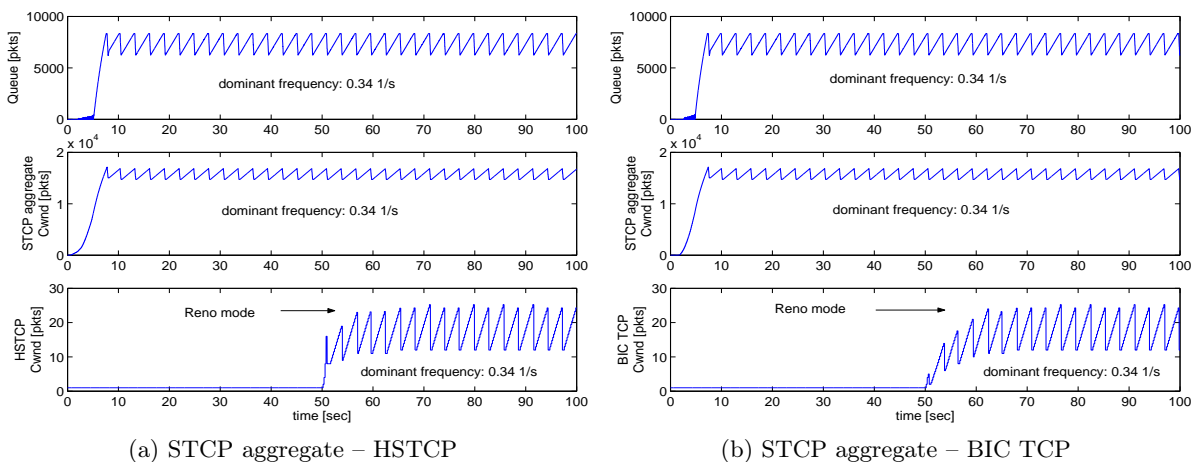 10000
5000
0
Queue [pkts]
dominant frequency: 0.34 1/s
0 10 20 30 40 50 60 70 80 90 100
x 10^4
2
1
0
STCP aggregate
Cwnd [pkts]
dominant frequency: 0.34 1/s
0 10 20 30 40 50 60 70 80 90 100
30
20
10
0
HSTCP
Cwnd [pkts]
Reno mode
dominant frequency: 0.34 1/s
0 10 20 30 40 50 60 70 80 90 100
time [sec]
(a) STCP aggregate – HSTCP
10000
5000
0
Queue [pkts]
dominant frequency: 0.34 1/s
0 10 20 30 40 50 60 70 80 90 100
x 10^4
2
1
0
STCP aggregate
Cwnd [pkts]
dominant frequency: 0.34 1/s
0 10 20 30 40 50 60 70 80 90 100
30
20
10
0
BIC TCP
Cwnd [pkts]
Reno mode
dominant frequency: 0.34 1/s
0 10 20 30 40 50 60 70 80 90 100
time [sec]
(b) STCP aggregate – BIC TCP